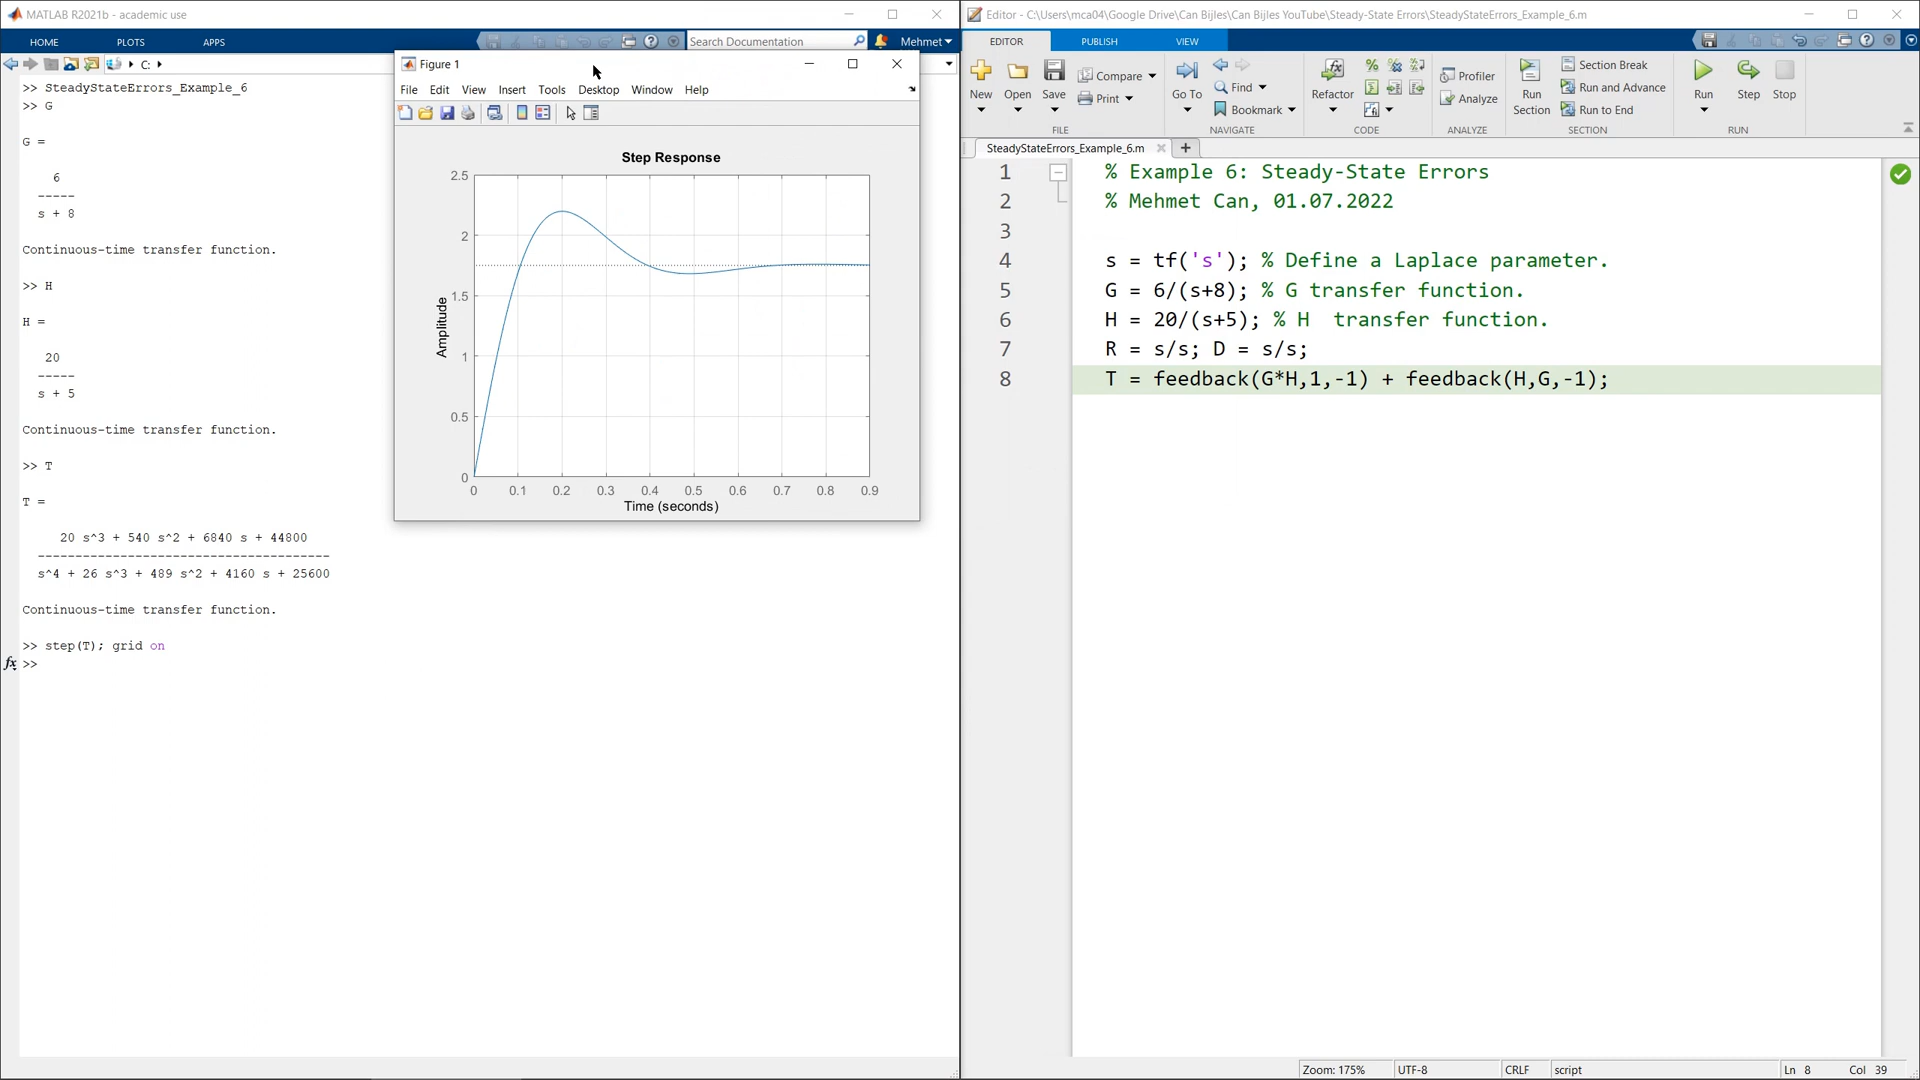 MATLAB R2021b - academic use
HOME PLOTS APPS Search Documentation Mehmet
C:
>> SteadyStateErrors_Example_6
>> G
G =
6
-----
s + 8
Continuous-time transfer function.
>> H
H =
20
-----
s + 5
Continuous-time transfer function.
>> T
T =
20 s^3 + 540 s^2 + 6840 s + 44800
---------------------------------------
s^4 + 26 s^3 + 489 s^2 + 4160 s + 25600
Continuous-time transfer function.
>> step(T); grid on
fx >>
Figure 1
File Edit View Insert Tools Desktop Window Help
Step Response
2.5
2
1.5
1
0.5
0
Amplitude
0 0.1 0.2 0.3 0.4 0.5 0.6 0.7 0.8 0.9
Time (seconds)
Editor - C:\Users\mca04\Google Drive\Can Bijles\Can Bijles YouTube\Steady-State Errors\SteadyStateErrors_Example_6.m
EDITOR PUBLISH VIEW
New Open Save Compare Print
Go To Find Bookmark
Refactor
Profiler Analyze
Run Section Section Break Run and Advance Run to End
Run Step Stop
FILE NAVIGATE CODE ANALYZE SECTION RUN
SteadyStateErrors_Example_6.m
1 % Example 6: Steady-State Errors
2 % Mehmet Can, 01.07.2022
3
4 s = tf('s'); % Define a Laplace parameter.
5 G = 6/(s+8); % G transfer function.
6 H = 20/(s+5); % H  transfer function.
7 R = s/s; D = s/s;
8 T = feedback(G*H,1,-1) + feedback(H,G,-1);
Zoom: 175% UTF-8 CRLF script Ln 8 Col 39